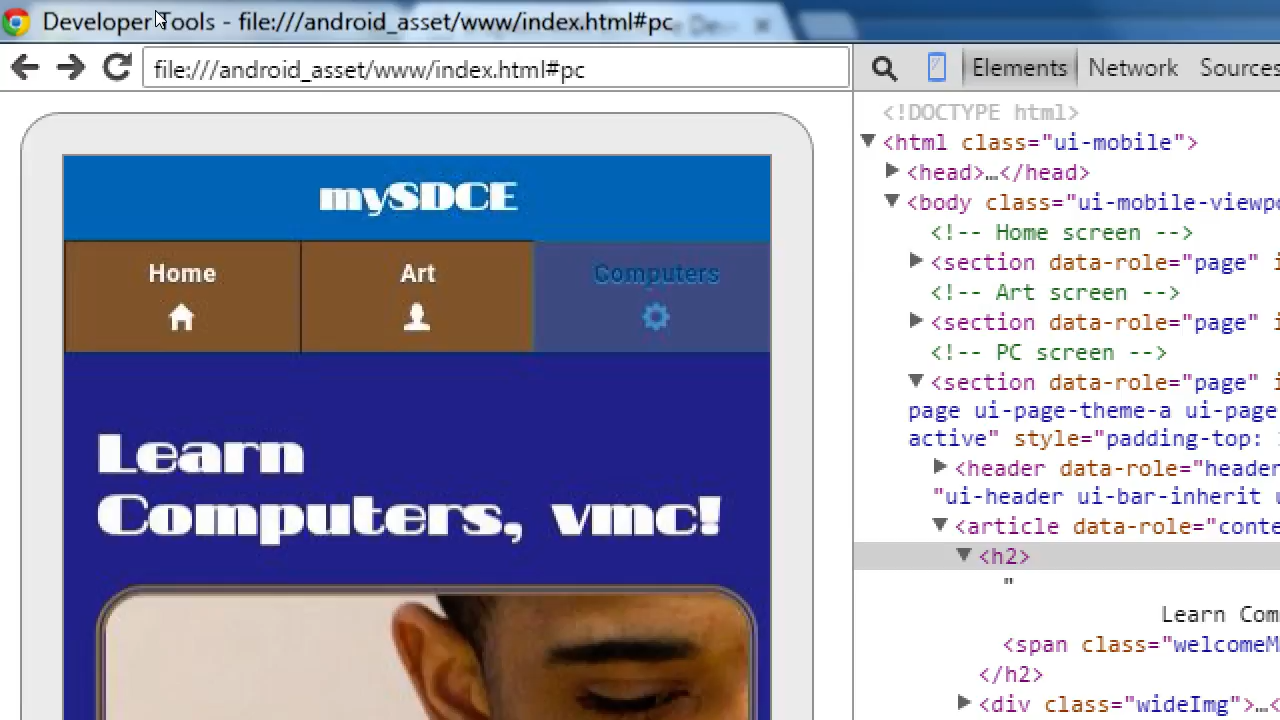 Developer Tools - file:///android_asset/www/index.html#pc
file:///android_asset/www/index.html#pc
Elements Network Sources
mySDCE
Home Art Computers
Learn
Computers, vmc!
<!DOCTYPE html>
<html class="ui-mobile">
<head>…</head>
<body class="ui-mobile-viewpo
<!-- Home screen -->
<section data-role="page" i
<!-- Art screen -->
<section data-role="page" i
<!-- PC screen -->
<section data-role="page" i
page ui-page-theme-a ui-page
active" style="padding-top:
<header data-role="header
"ui-header ui-bar-inherit u
<article data-role="conte
<h2>
"
Learn Com
<span class="welcomeM
</h2>
<div class="wideImg">…<